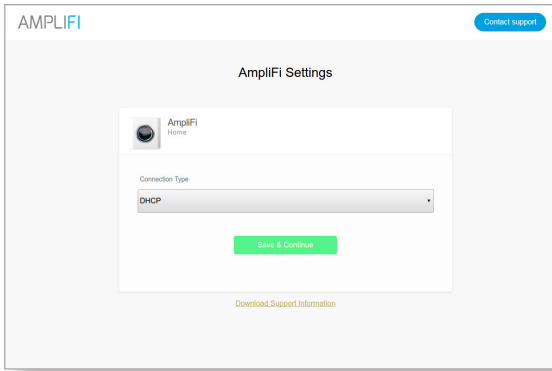 AMPLIFI
Contact support
AmpliFi Settings
AmpliFi
Home
Connection Type
DHCP
Save & Continue
Download Support Information